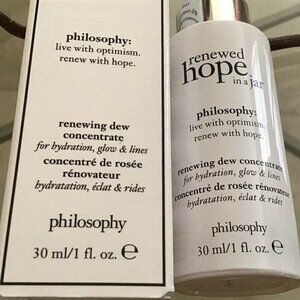 philosophy:
live with optimism.
renew with hope.
renewing dew
concentrate
for hydration, glow & lines
concentré de rosée
rénovateur
hydratation, éclat & rides
philosophy
30 ml/1 fl. oz. ℮
renewed
hope
in a jar
philosophy:
live with optimism.
renew with hope.
renewing dew concentrate
for hydration, glow & lines
concentré de rosée rénovateur
hydratation, éclat & rides
philosophy
30 ml/1 fl. oz. ℮